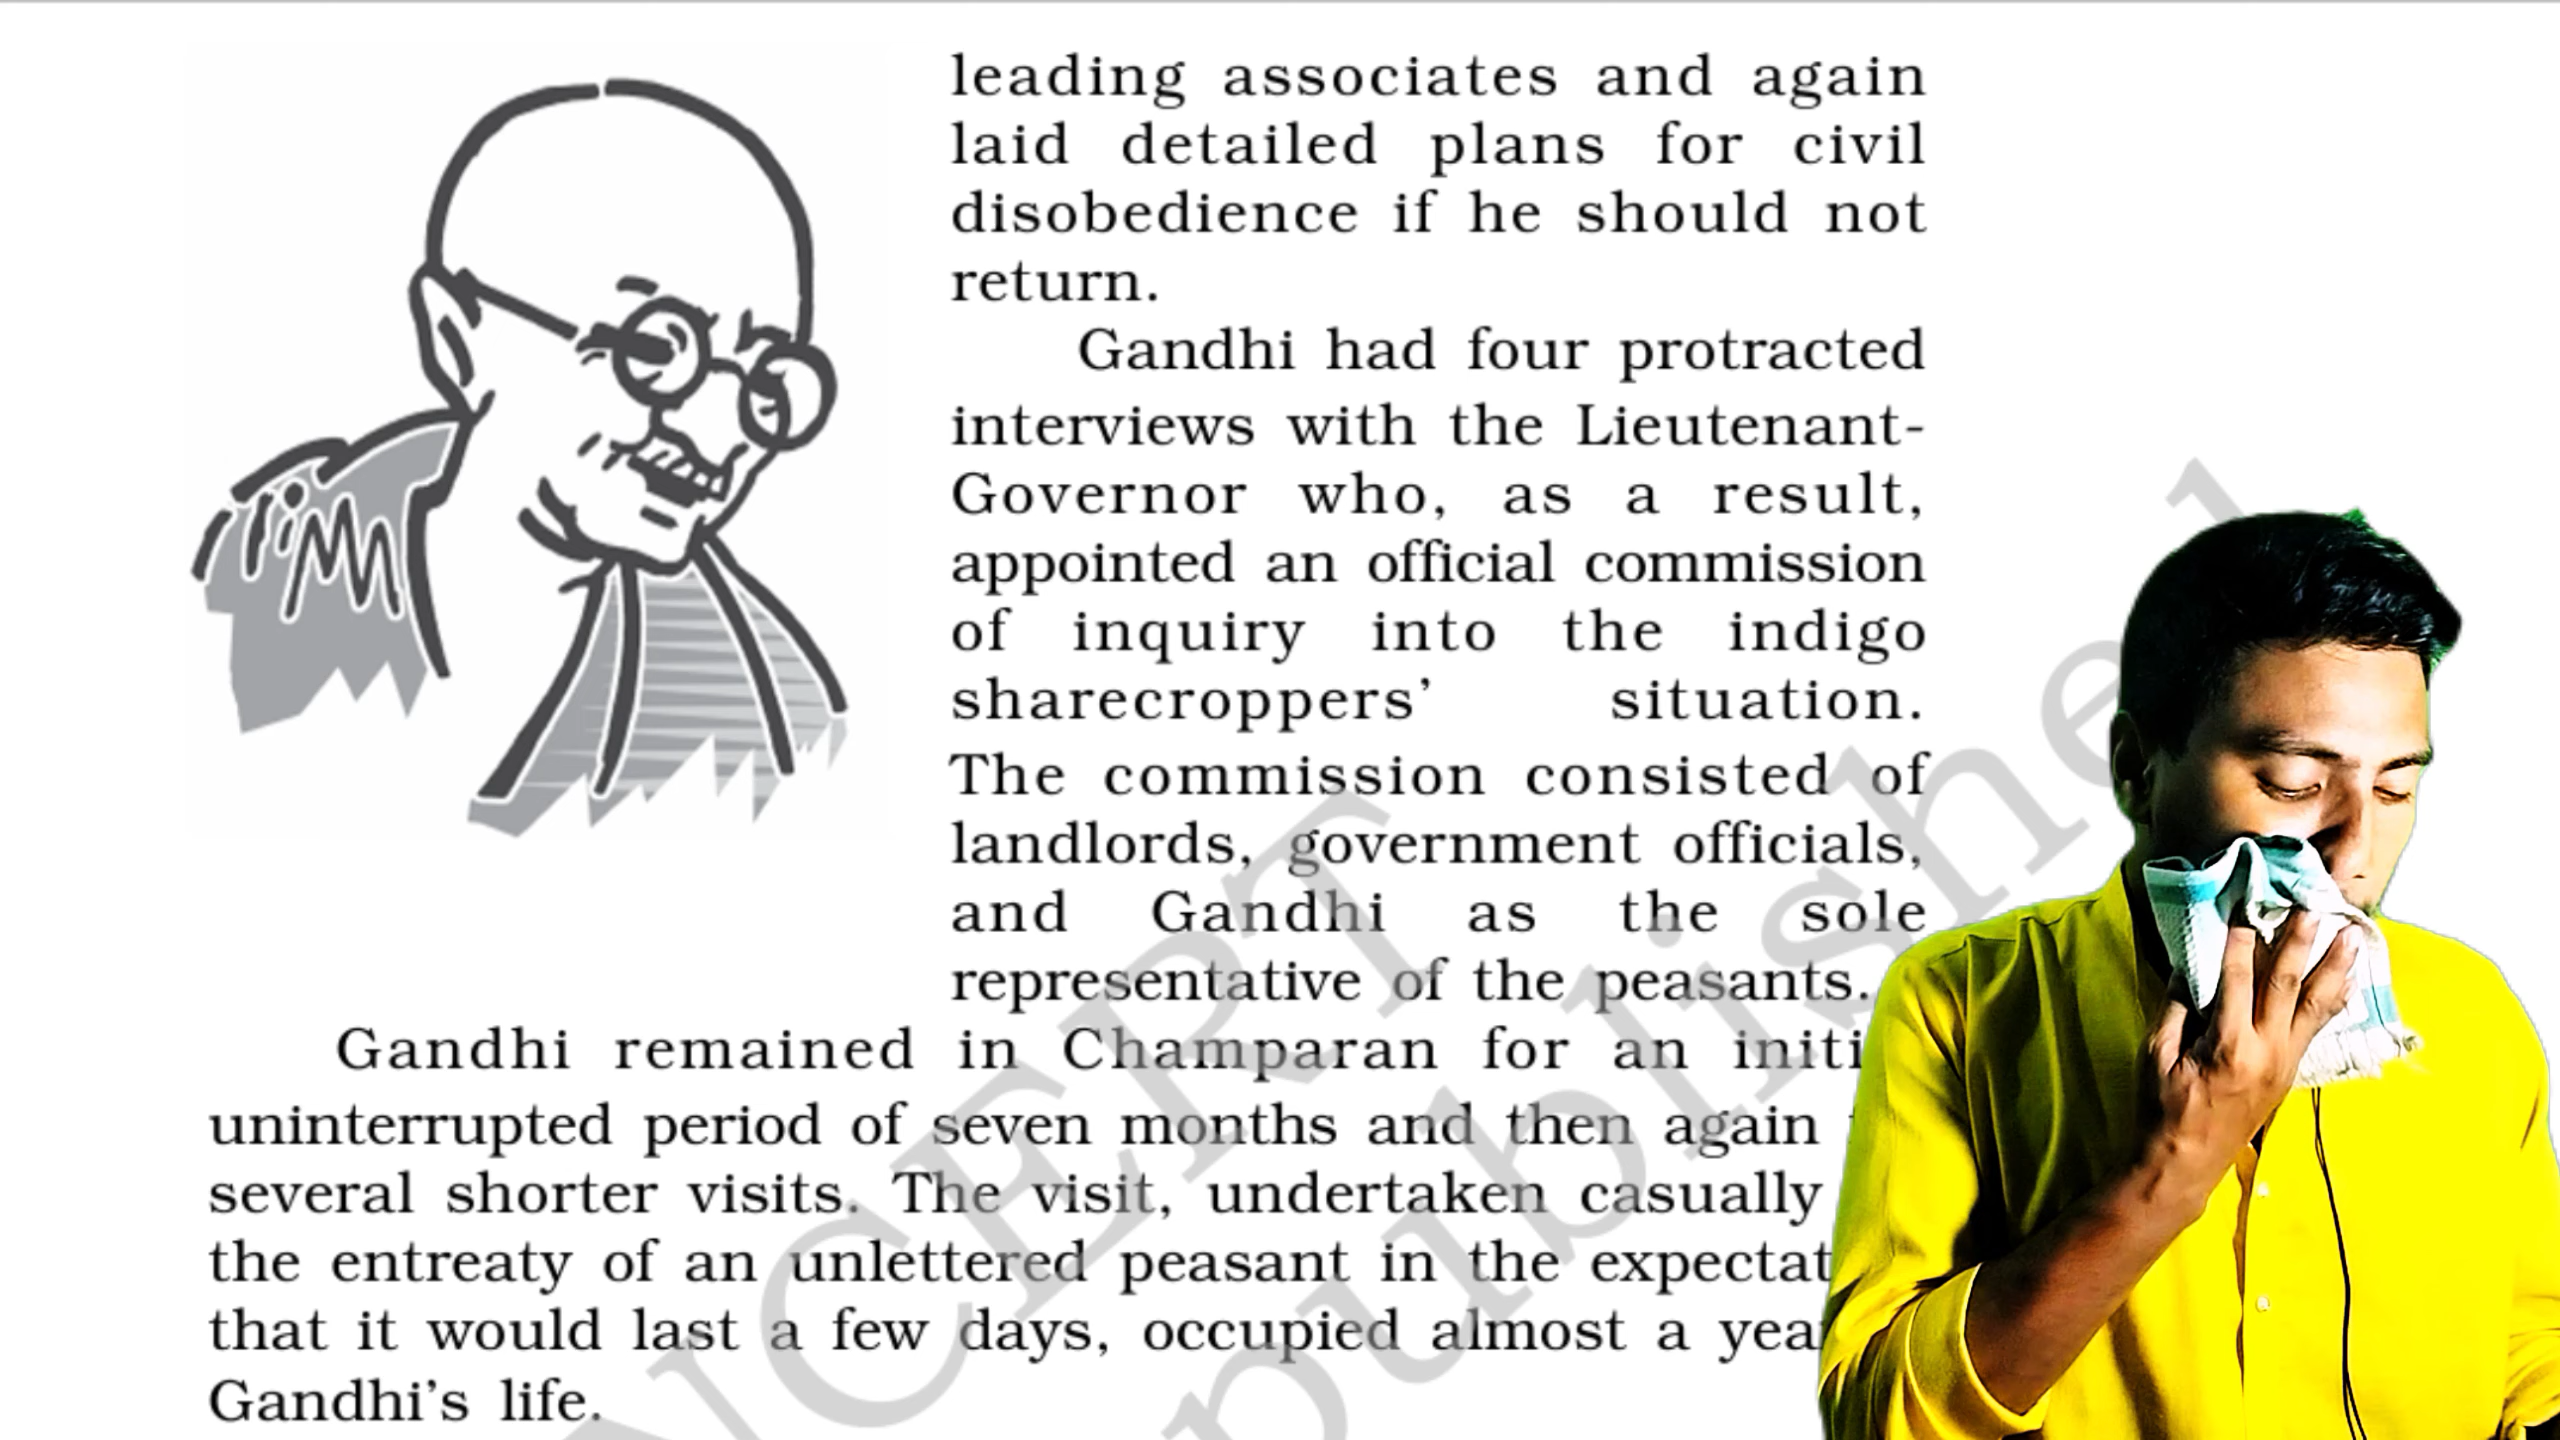 leading associates and again
laid detailed plans for civil
disobedience if he should not
return.
Gandhi had four protracted
interviews with the Lieutenant-
Governor who, as a result,
appointed an official commission
of inquiry into the indigo
sharecroppers’ situation.
The commission consisted of
landlords, government officials,
and Gandhi as the sole
representative of the peasants.
Gandhi remained in Champaran for an
uninterrupted period of seven months and then again
several shorter visits. The visit, undertaken casually
the entreaty of an unlettered peasant in the
that it would last a few days, occupied almost a
Gandhi’s life.
NCERT